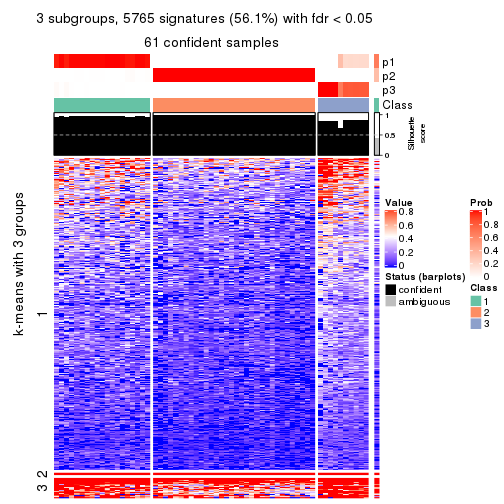 3 subgroups, 5765 signatures (56.1%) with fdr < 0.05
61 confident samples
p1
p2
p3
Class
1
0.5
0
Silhouette
score
k-means with 3 groups
1
2
3
Value
0.8
0.6
0.4
0.2
0
Status (barplots)
confident
ambiguous
Prob
1
0.8
0.6
0.4
0.2
0
Class
1
2
3